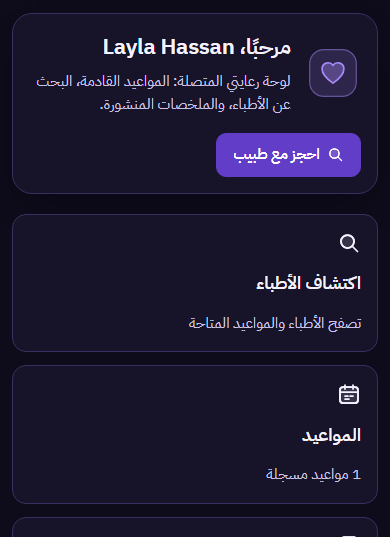 مرحبًا، Layla Hassan
لوحة رعايتي المتصلة: المواعيد القادمة، البحث
عن الأطباء، والملخصات المنشورة.
احجز مع طبيب
اكتشاف الأطباء
تصفح الأطباء والمواعيد المتاحة
المواعيد
1 مواعيد مسجلة